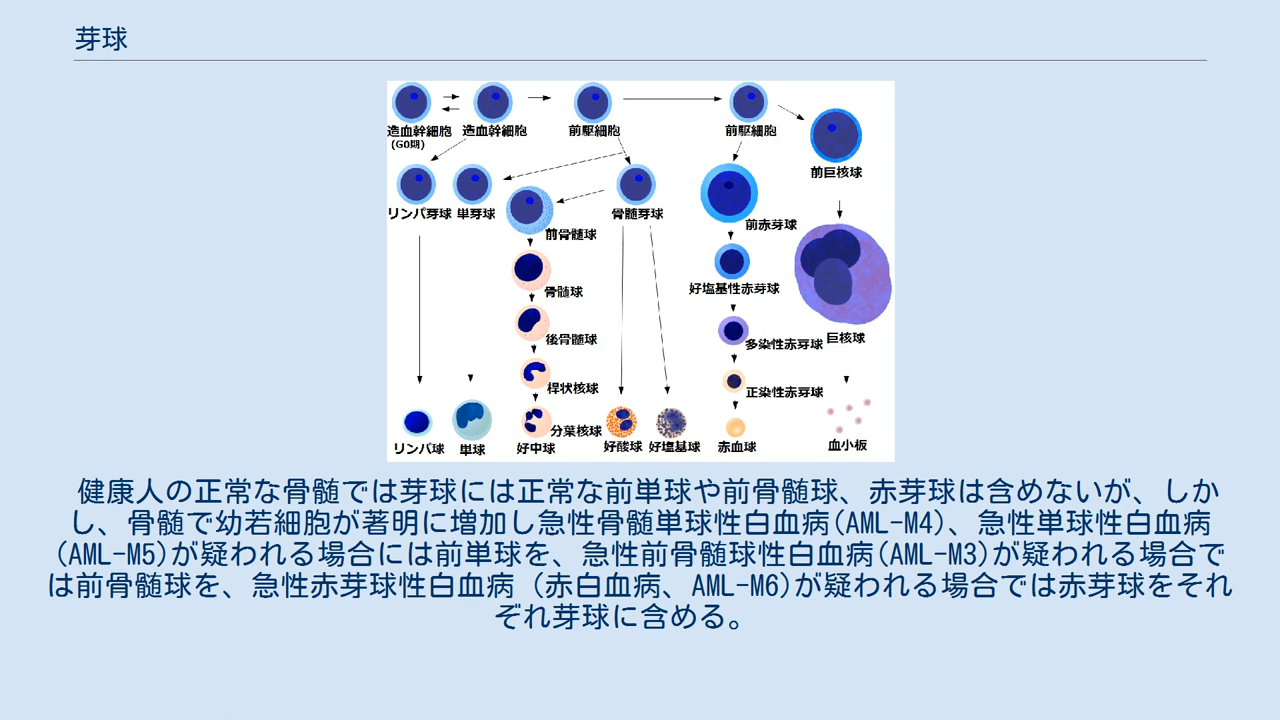 芽球
造血幹細胞
(G0期)
造血幹細胞
前駆細胞
前駆細胞
前巨核球
リンパ芽球
単芽球
前骨髄球
骨髄芽球
前赤芽球
骨髄球
好塩基性赤芽球
後骨髄球
多染性赤芽球
巨核球
桿状核球
正染性赤芽球
分葉核球
リンパ球
単球
好中球
好酸球
好塩基球
赤血球
血小板
健康人の正常な骨髄では芽球には正常な前単球や前骨髄球、赤芽球は含めないが、しか
し、骨髄で幼若細胞が著明に増加し急性骨髄単球性白血病(AML-M4)、急性単球性白血病
(AML-M5)が疑われる場合には前単球を、急性前骨髄球性白血病(AML-M3)が疑われる場合で
は前骨髄球を、急性赤芽球性白血病 (赤白血病、AML-M6)が疑われる場合では赤芽球をそれ
ぞれ芽球に含める。